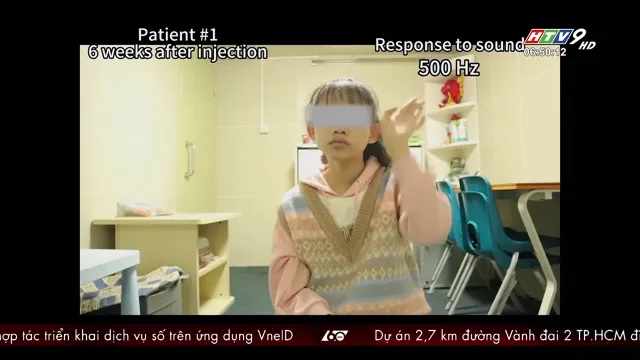 Patient #1
6 weeks after injection
Response to sound
500 Hz
HTV9 HD
06:50:12
hợp tác triển khai dịch vụ số trên ứng dụng VneID
60
Dự án 2,7 km đường Vành đai 2 TP.HCM